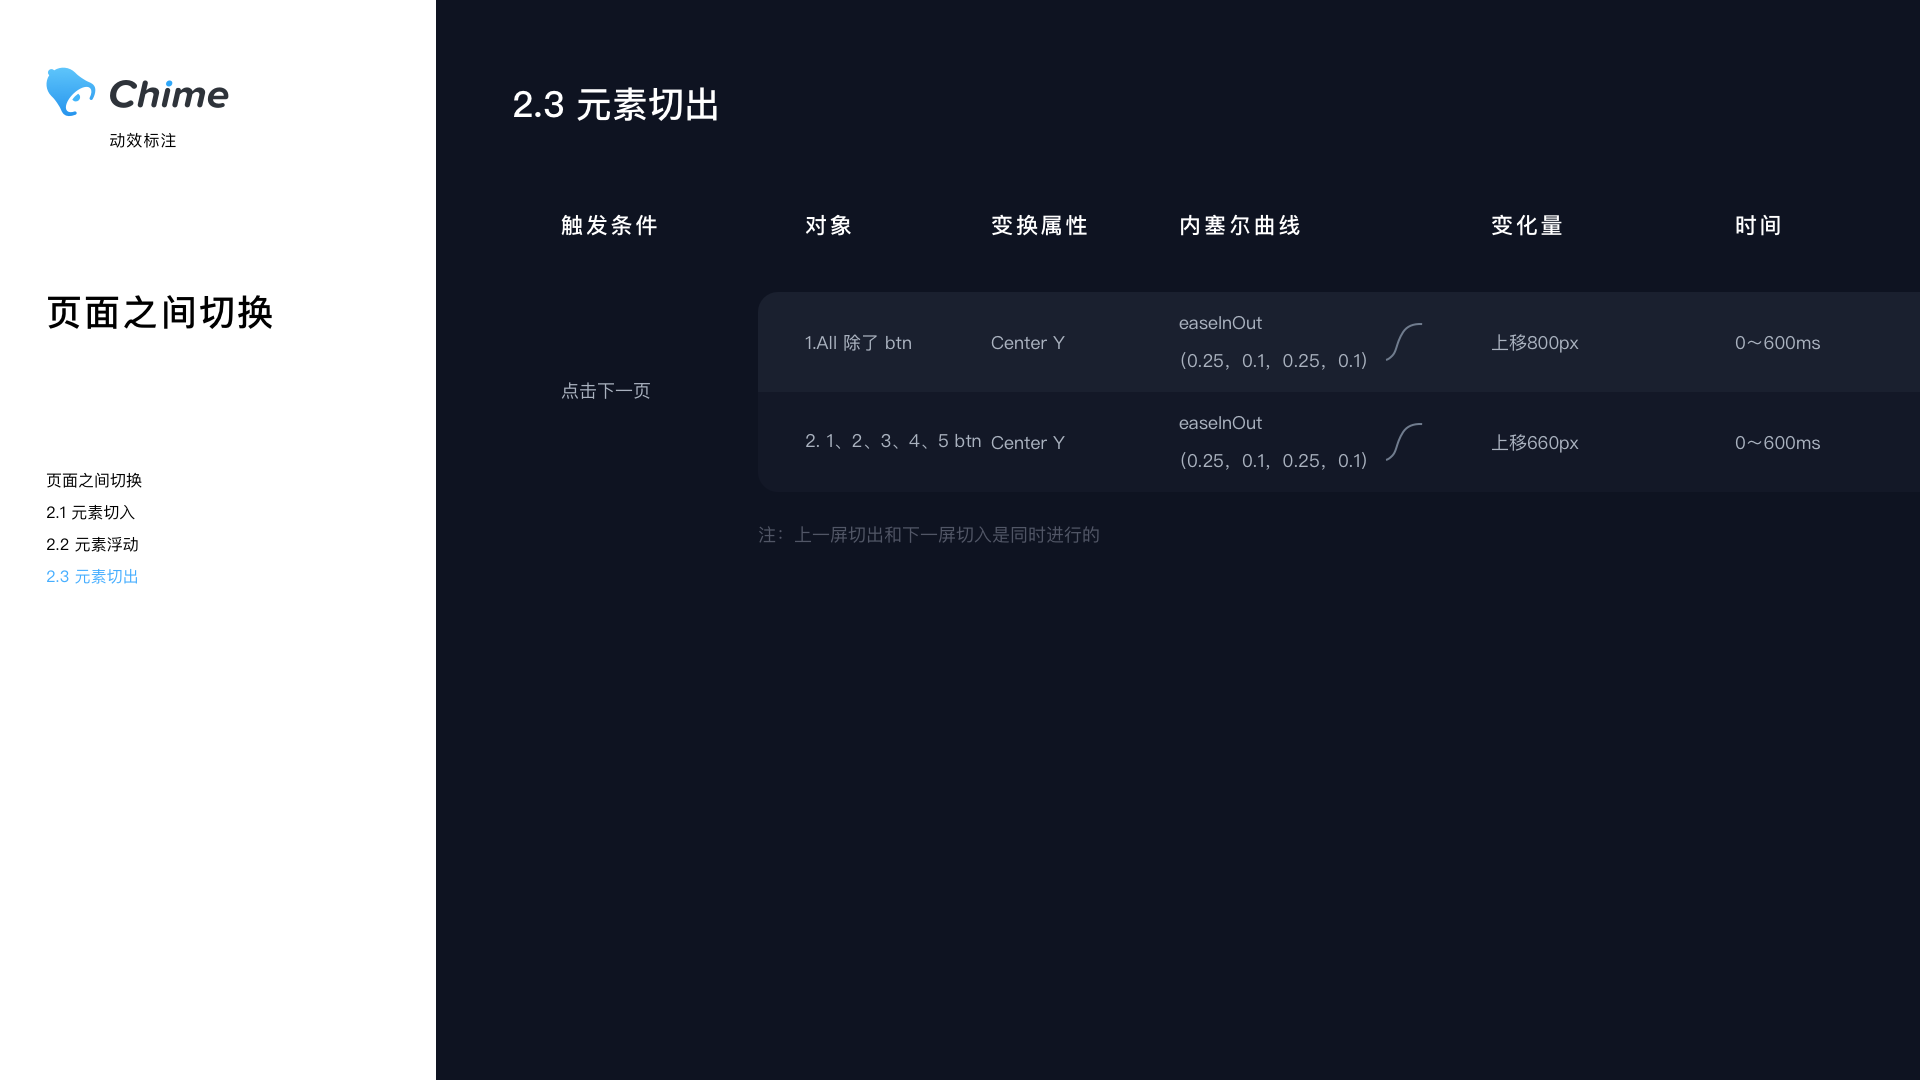 Chime
动效标注
页面之间切换
页面之间切换
2.1 元素切入
2.2 元素浮动
2.3 元素切出
2.3 元素切出
触发条件 对象 变换属性 内塞尔曲线 变化量 时间
点击下一页
1.All 除了 btn Center Y easeInOut 上移800px 0～600ms
(0.25，0.1，0.25，0.1)
2. 1、2、3、4、5 btn Center Y easeInOut 上移660px 0～600ms
(0.25，0.1，0.25，0.1)
注：上一屏切出和下一屏切入是同时进行的